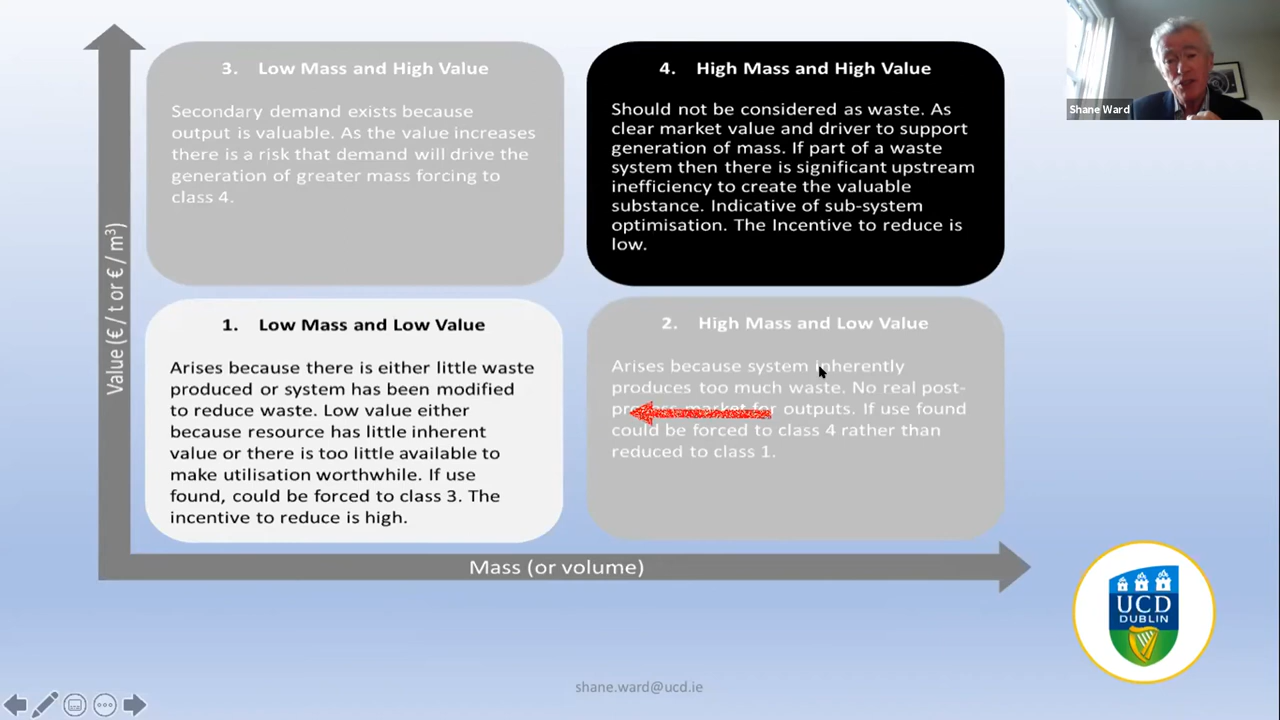 3. Low Mass and High Value
Secondary demand exists because
output is valuable. As the value increases
there is a risk that demand will drive the
generation of greater mass forcing to
class 4.
4. High Mass and High Value
Should not be considered as waste. As
clear market value and driver to support
generation of mass. If part of a waste
system then there is significant upstream
inefficiency to create the valuable
substance. Indicative of sub-system
optimisation. The Incentive to reduce is
low.
Shane Ward
Value (€ / t or € / m³)
1. Low Mass and Low Value
Arises because there is either little waste
produced or system has been modified
to reduce waste. Low value either
because resource has little inherent
value or there is too little available to
make utilisation worthwhile. If use
found, could be forced to class 3. The
incentive to reduce is high.
2. High Mass and Low Value
Arises because system inherently
produces too much waste. No real post-
process market for outputs. If use found
could be forced to class 4 rather than
reduced to class 1.
Mass (or volume)
UCD
DUBLIN
shane.ward@ucd.ie